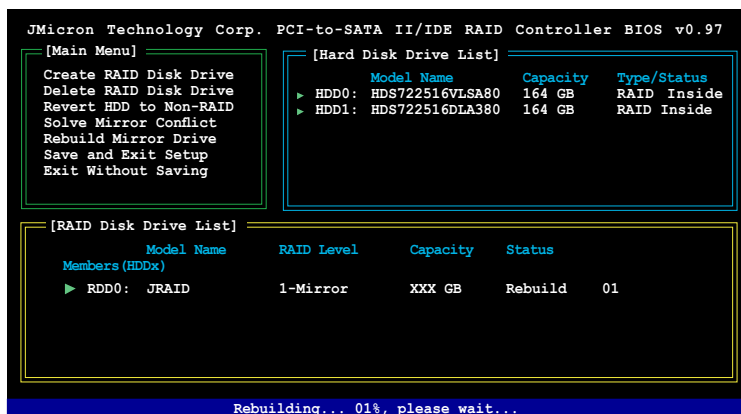 JMicron Technology Corp. PCI-to-SATA II/IDE RAID Controller BIOS v0.97
[Main Menu]
Create RAID Disk Drive
Delete RAID Disk Drive
Revert HDD to Non-RAID
Solve Mirror Conflict
Rebuild Mirror Drive
Save and Exit Setup
Exit Without Saving
[Hard Disk Drive List]
Model Name Capacity Type/Status
HDD0: HDS722516VLSA80 164 GB RAID Inside
HDD1: HDS722516DLA380 164 GB RAID Inside
[RAID Disk Drive List]
Model Name RAID Level Capacity Status
Members(HDDx)
RDD0: JRAID 1-Mirror XXX GB Rebuild 01
Rebuilding... 01%, please wait...